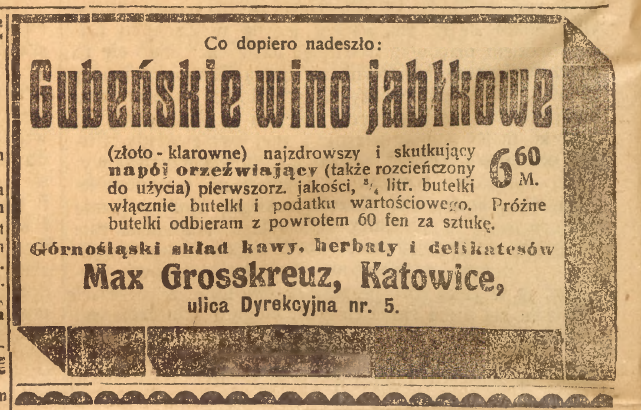 Co dopiero nadeszło:
Gubeńskie wino jabłkowe
(złoto - klarowne) najzdrowszy i skutkujący
napój orzeźwiający (także rozcieńczony
do użycia) pierwszorz. jakości, ¾ litr. butelki
6 60 M.
włącznie butelki i podatku wartościowego. Próżne
butelki odbieram z powrotem 60 fen za sztukę.
Górnośląski skład kawy, herbaty i delikatesów
Max Grosskreuz, Katowice,
ulica Dyrekcyjna nr. 5.